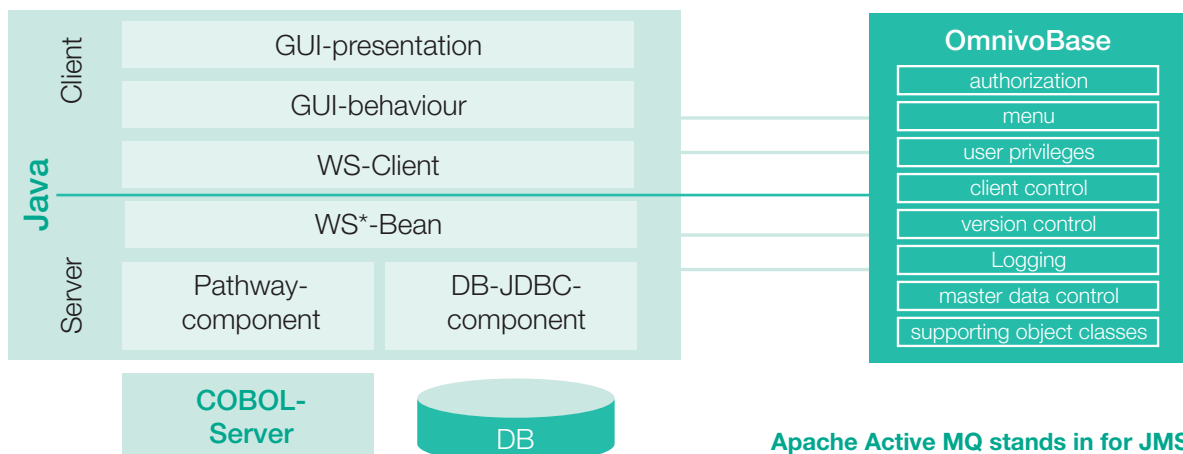 Java
Client
GUI-presentation
GUI-behaviour
WS-Client
Server
WS*-Bean
Pathway-
component
DB-JDBC-
component
COBOL-
Server
DB
OmnivoBase
authorization
menu
user privileges
client control
version control
Logging
master data control
supporting object classes
Apache Active MQ stands in for JMS